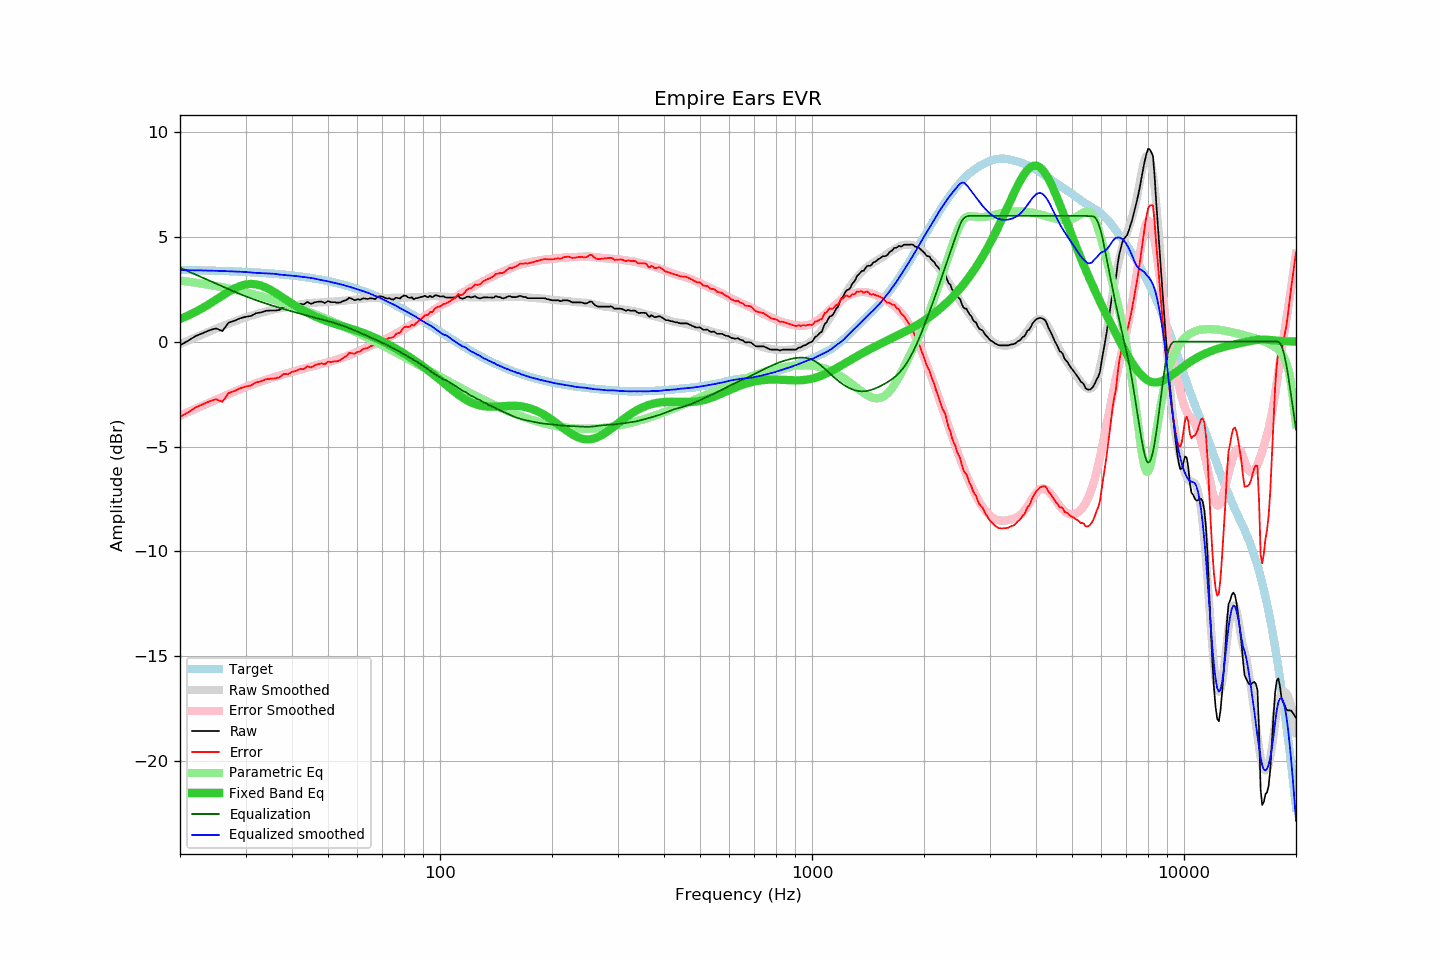 Empire Ears EVR
10
5
0
−5
−10
−15
−20
Amplitude (dBr)
Target
Raw Smoothed
Error Smoothed
Raw
Error
Parametric Eq
Fixed Band Eq
Equalization
Equalized smoothed
100
1000
10000
Frequency (Hz)